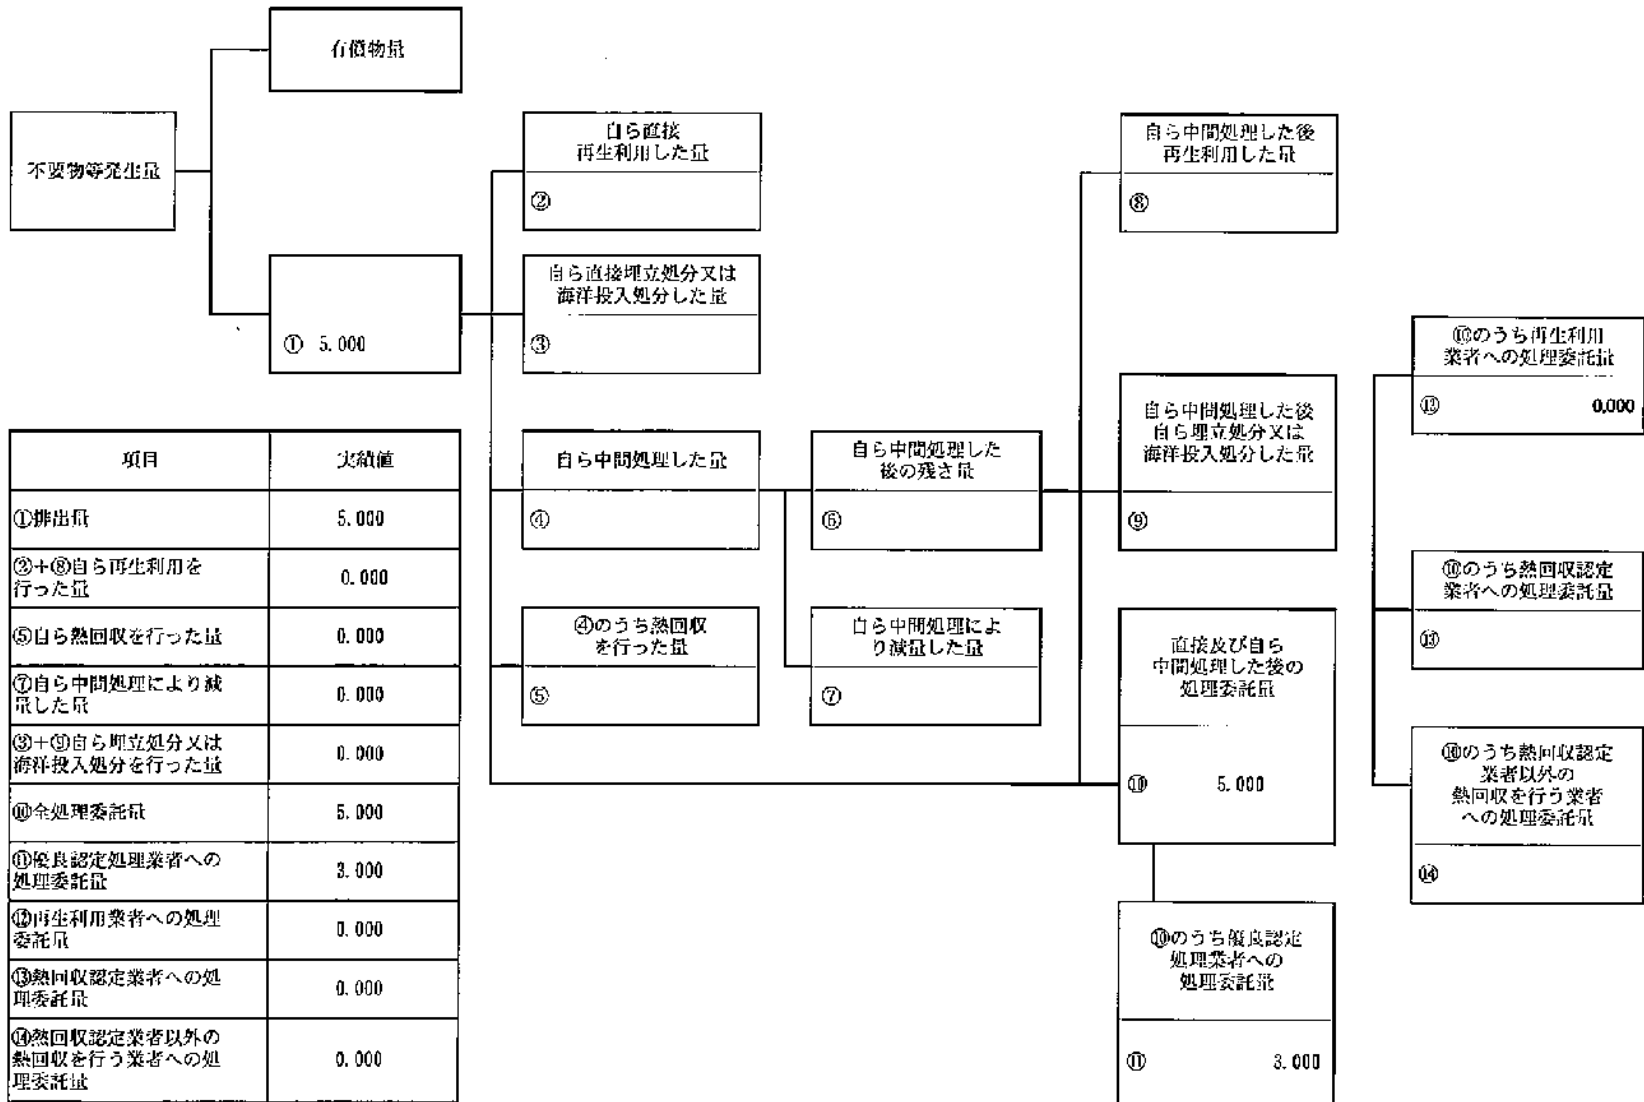 有償物量
不要物等発生量
① 5.000
自ら直接
再生利用した量
②
自ら直接埋立処分又は
海洋投入処分した量
③
自ら中間処理した量
④
④のうち熱回収
を行った量
⑤
自ら中間処理した
後の残さ量
⑥
自ら中間処理によ
り減量した量
⑦
自ら中間処理した後
再生利用した量
⑧
自ら中間処理した後
自ら埋立処分又は
海洋投入処分した量
⑨
直接及び自ら
中間処理した後の
処理委託量
⑩ 5.000
⑩のうち優良認定
処理業者への
処理委託量
⑪ 3.000
⑩のうち再生利用
業者への処理委託量
⑫ 0.000
⑩のうち熱回収認定
業者への処理委託量
⑬
⑩のうち熱回収認定
業者以外の
熱回収を行う業者
への処理委託量
⑭
項目 実績値
①排出量 5.000
②+⑧自ら再生利用を
行った量 0.000
⑤自ら熱回収を行った量 0.000
⑦自ら中間処理により減
量した量 0.000
③+⑨自ら埋立処分又は
海洋投入処分を行った量 0.000
⑩全処理委託量 5.000
⑪優良認定処理業者への
処理委託量 3.000
⑫再生利用業者への処理
委託量 0.000
⑬熱回収認定業者への処
理委託量 0.000
⑭熱回収認定業者以外の
熱回収を行う業者への処
理委託量 0.000